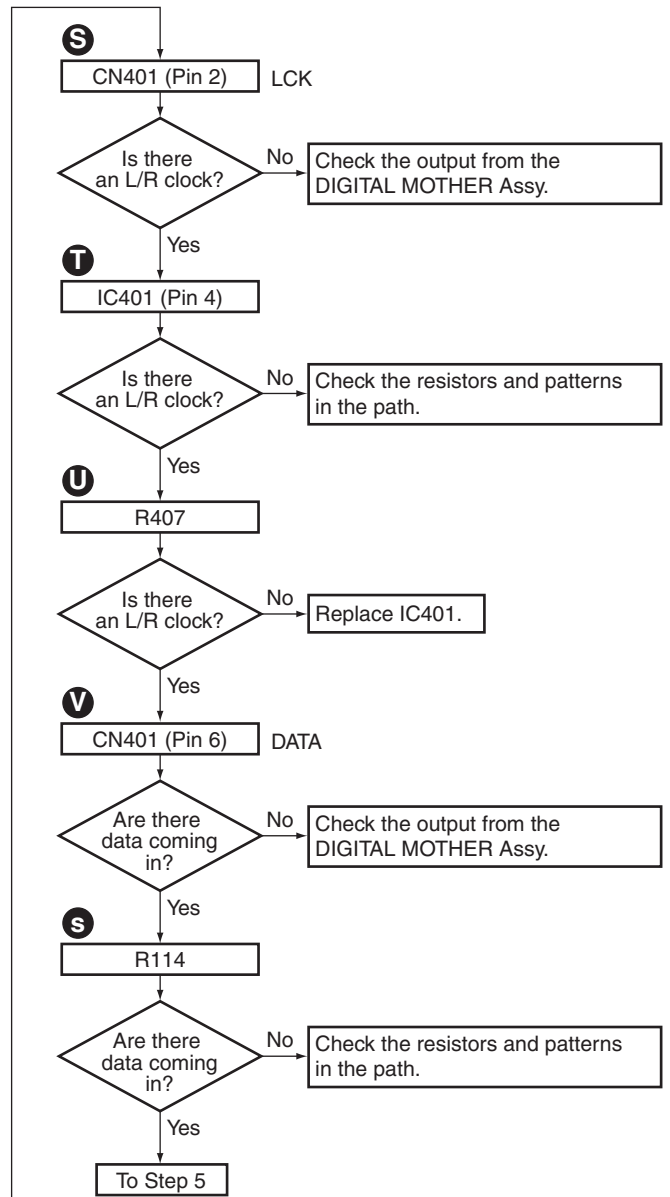 S
CN401 (Pin 2) LCK
Is there
an L/R clock?
No
Check the output from the
DIGITAL MOTHER Assy.
Yes
T
IC401 (Pin 4)
Is there
an L/R clock?
No
Check the resistors and patterns
in the path.
Yes
U
R407
Is there
an L/R clock?
No
Replace IC401.
Yes
V
CN401 (Pin 6) DATA
Are there
data coming
in?
No
Check the output from the
DIGITAL MOTHER Assy.
Yes
s
R114
Are there
data coming
in?
No
Check the resistors and patterns
in the path.
Yes
To Step 5